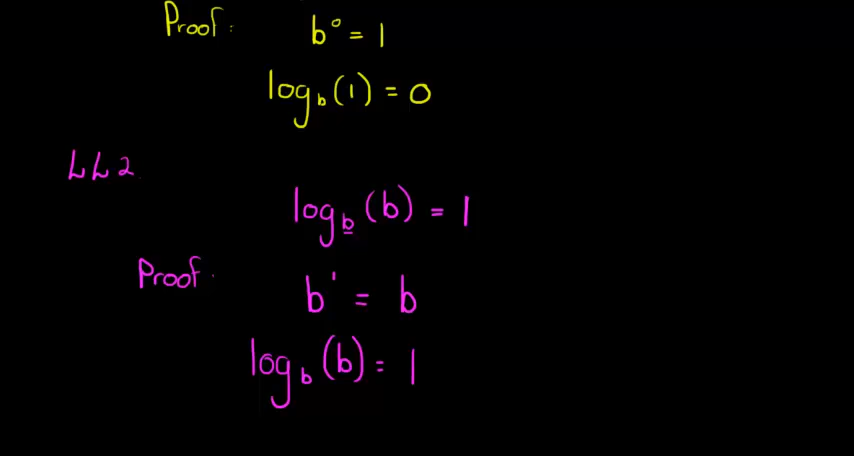 Proof: b⁰ = 1
log_b(1) = 0
LL2.
log_b(b) = 1
Proof. b¹ = b
log_b(b) = 1